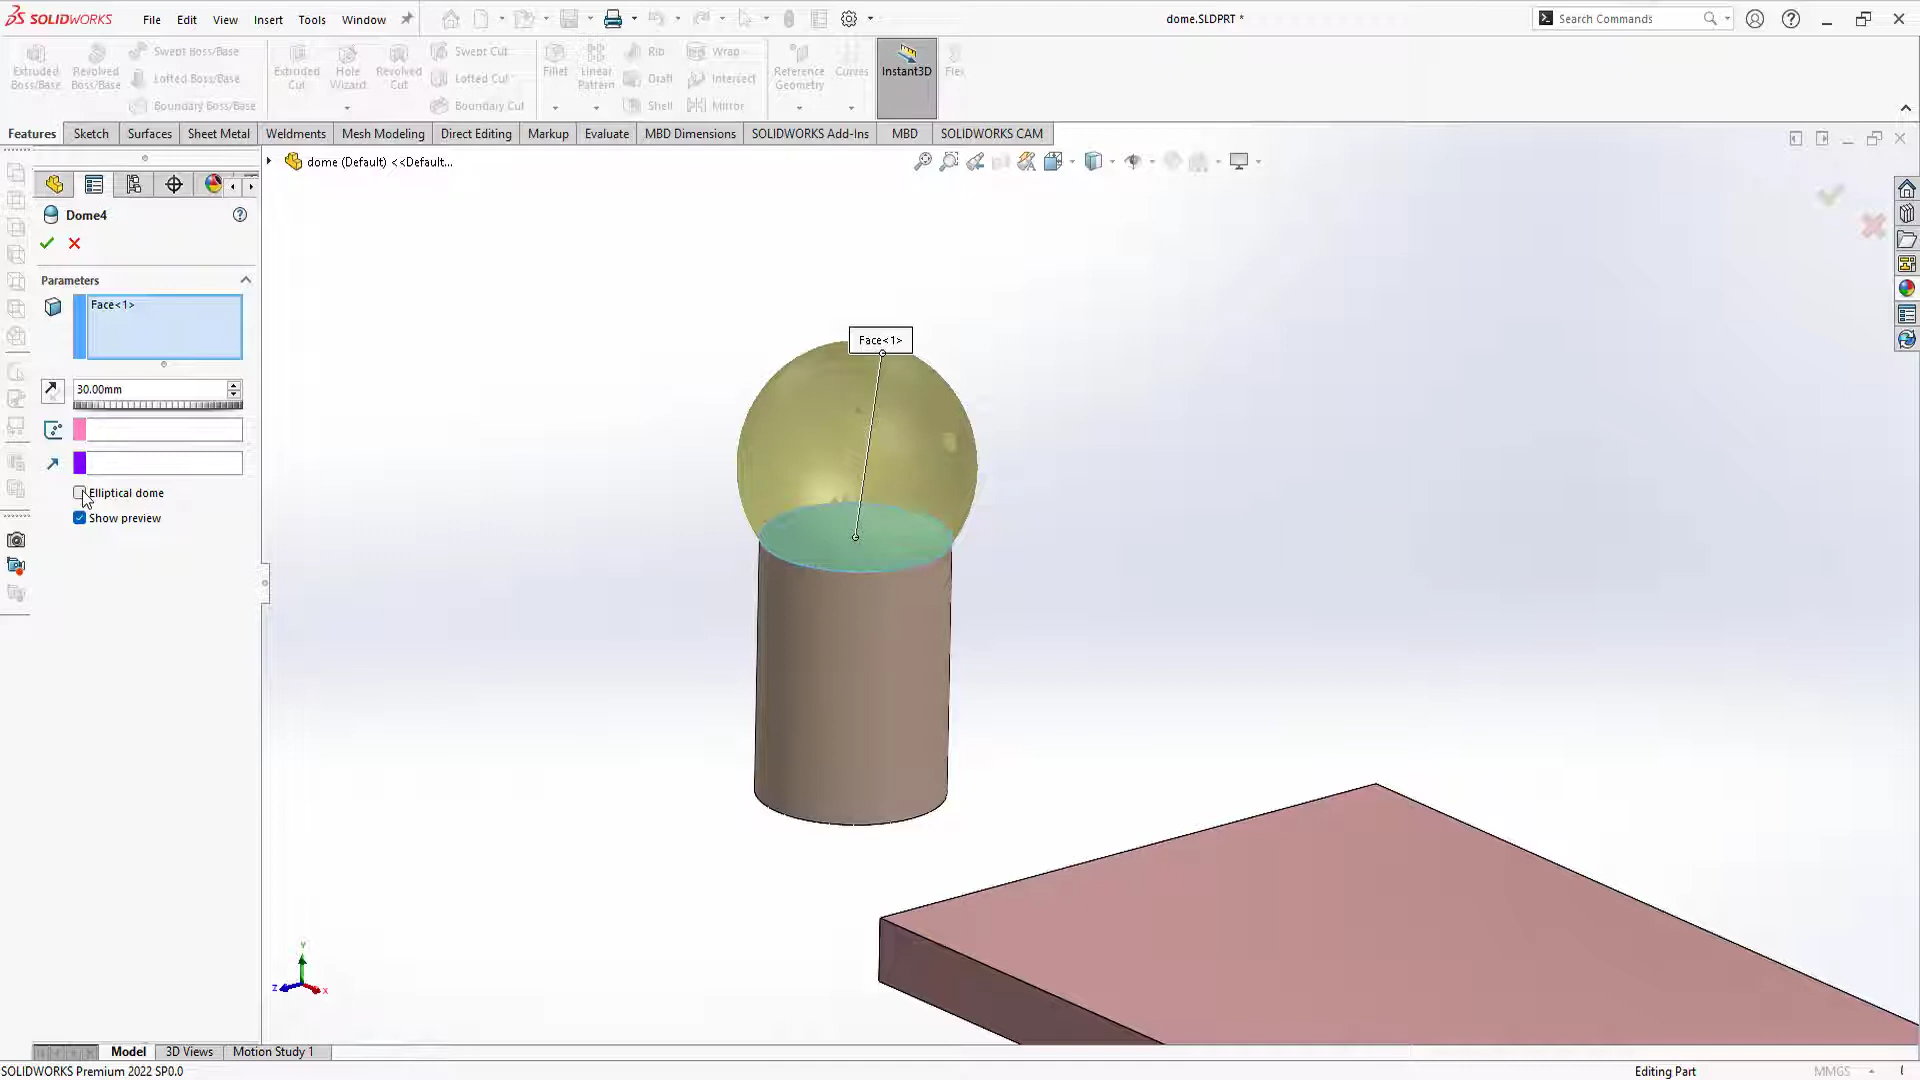 SOLIDWORKS File Edit View Insert Tools Window dome.SLDPRT * Search Commands
Extruded Boss/Base
Revolved Boss/Base
Swept Boss/Base
Lofted Boss/Base
Boundary Boss/Base
Extruded Cut
Hole Wizard
Revolved Cut
Swept Cut
Lofted Cut
Boundary Cut
Fillet
Linear Pattern
Rib
Draft
Shell
Wrap
Intersect
Mirror
Reference Geometry
Curves
Instant3D
Flex
Features Sketch Surfaces Sheet Metal Weldments Mesh Modeling Direct Editing Markup Evaluate MBD Dimensions SOLIDWORKS Add-Ins MBD SOLIDWORKS CAM
dome (Default) <<Default...
Dome4
Parameters
Face<1>
30.00mm
Elliptical dome
Show preview
Face<1>
Y
Z
X
Model 3D Views Motion Study 1
SOLIDWORKS Premium 2022 SP0.0 Editing Part MMGS